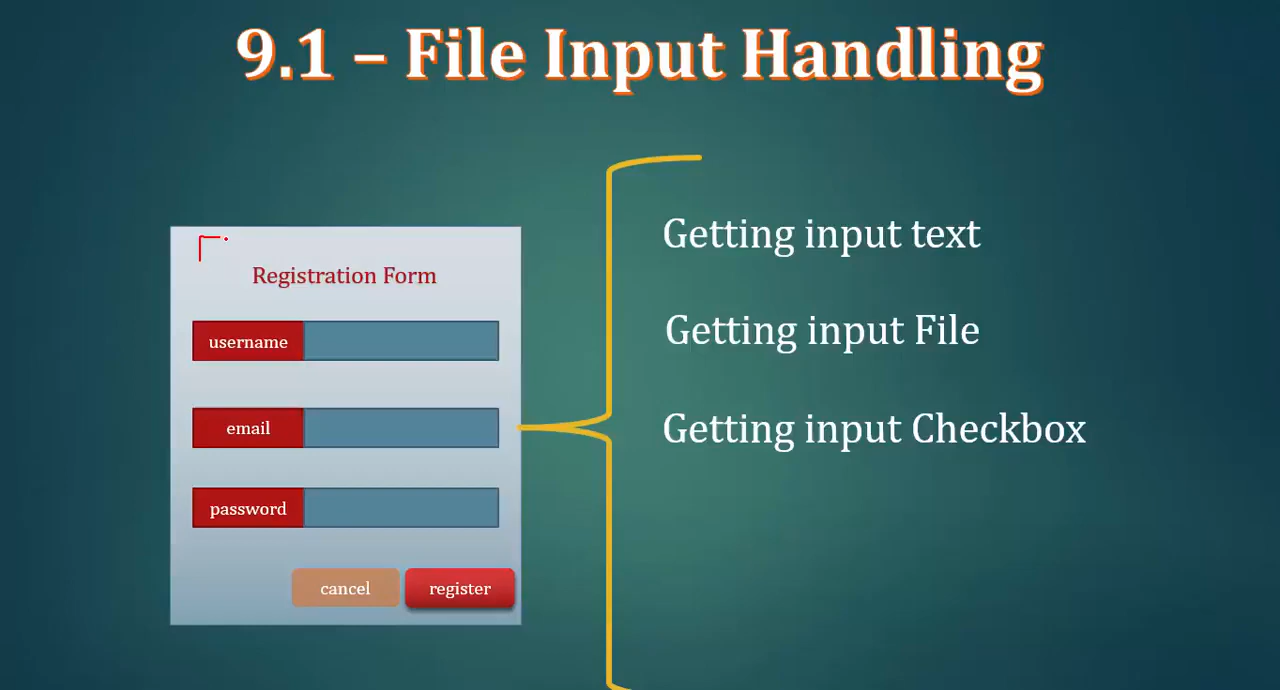 9.1 – File Input Handling
Registration Form
username
email
password
cancel
register
Getting input text
Getting input File
Getting input Checkbox